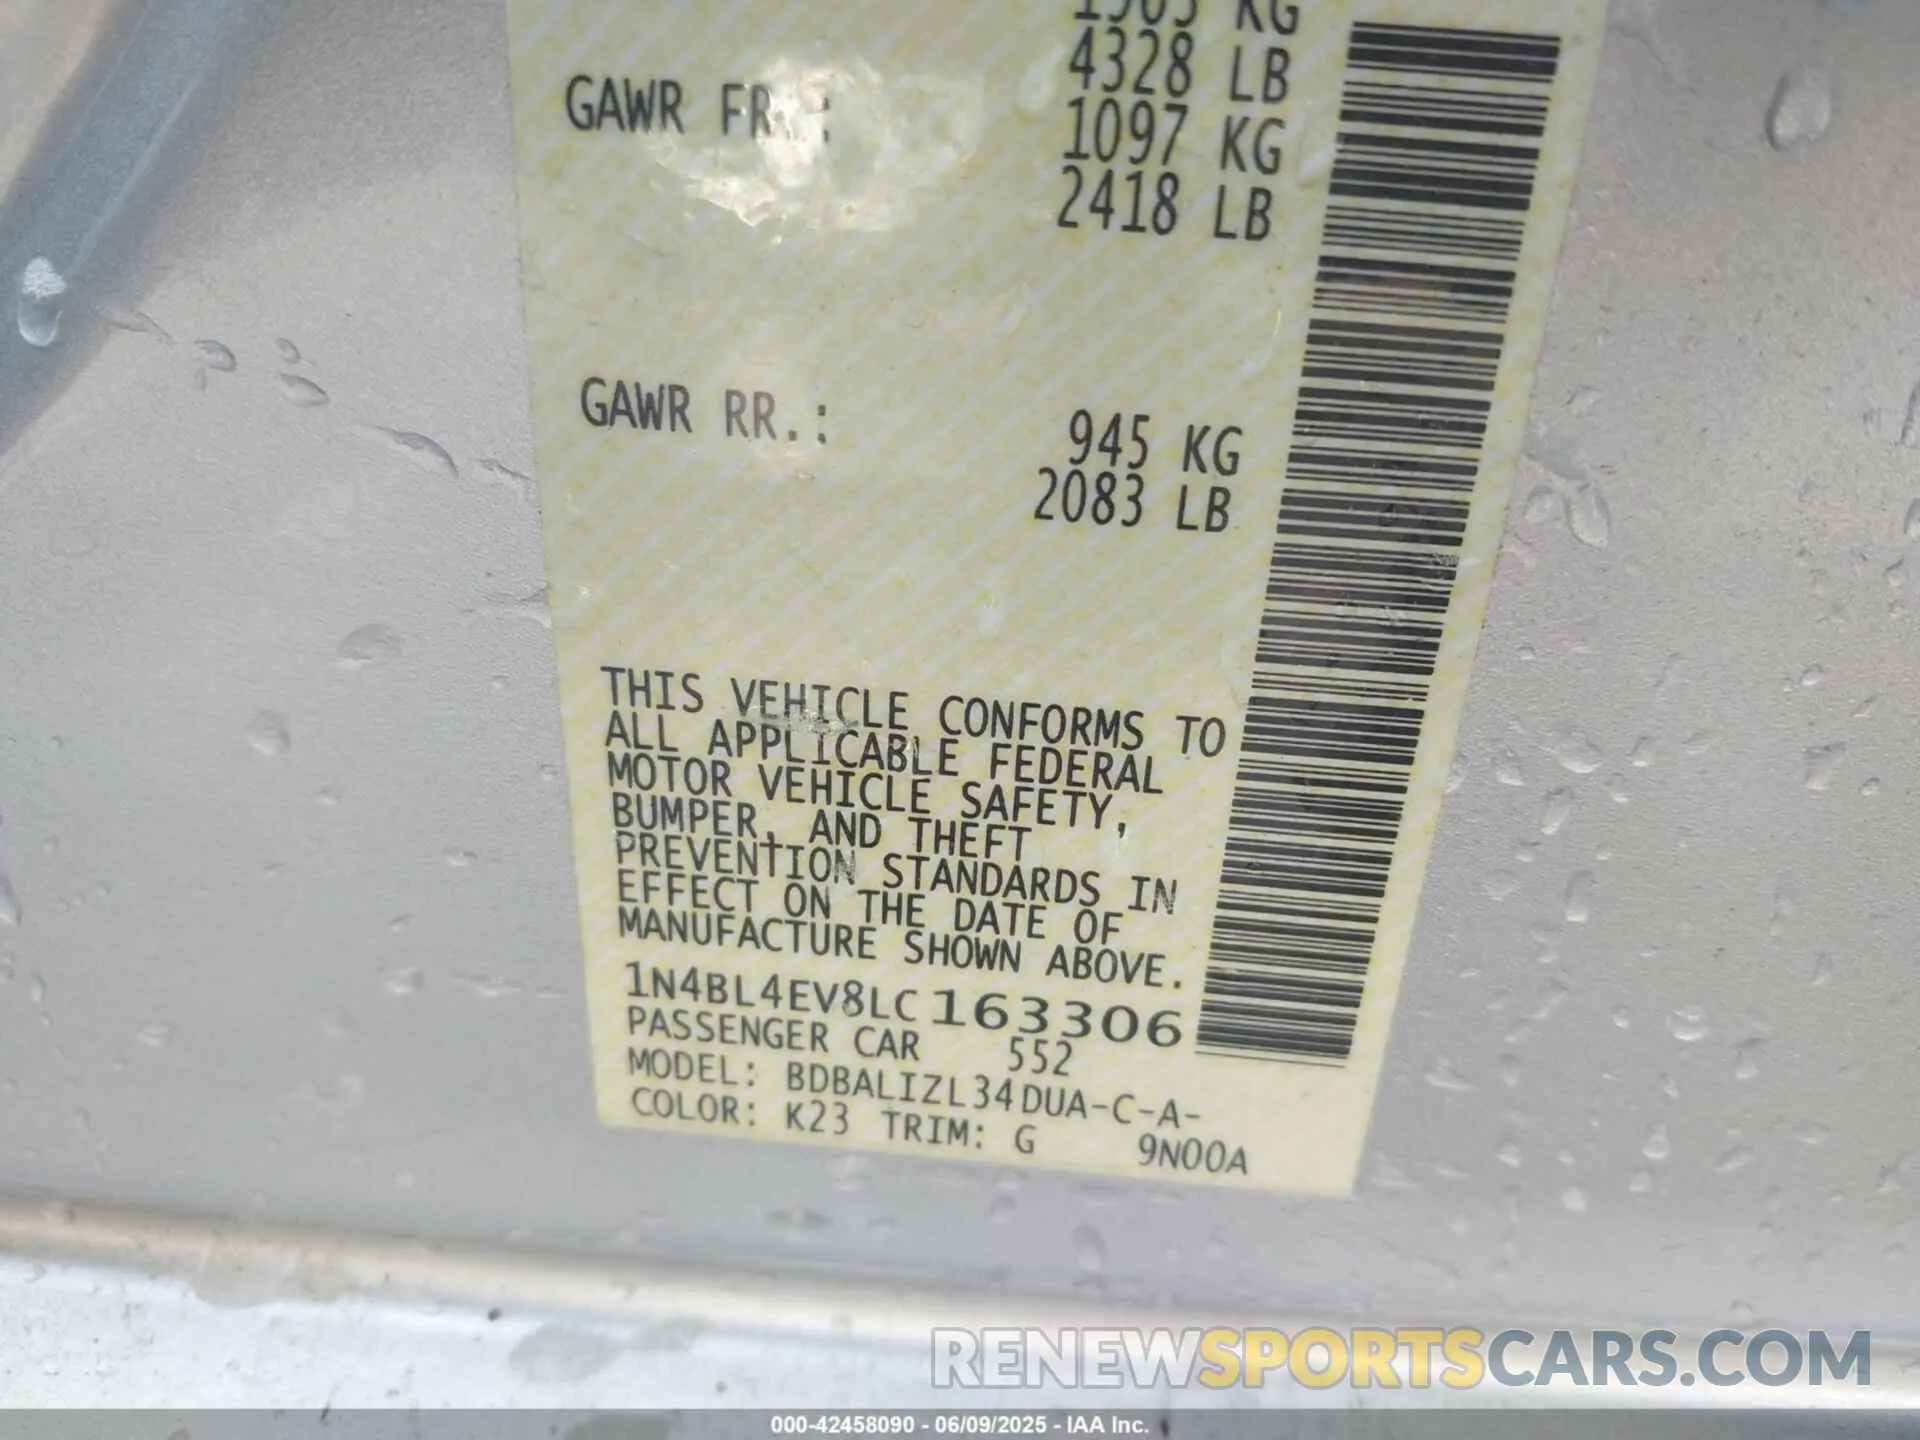 KG
4328 LB
GAWR FR.: 1097 KG
2418 LB
GAWR RR.: 945 KG
2083 LB
THIS VEHICLE CONFORMS TO
ALL APPLICABLE FEDERAL
MOTOR VEHICLE SAFETY,
BUMPER, AND THEFT
PREVENTION STANDARDS IN
EFFECT ON THE DATE OF
MANUFACTURE SHOWN ABOVE.
1N4BL4EV8LC163306
PASSENGER CAR 552
MODEL: BDBALIZL34DUA-C-A-
COLOR: K23 TRIM: G 9N00A
RENEWSPORTSCARS.COM
000-42458090 - 06/09/2025 - IAA Inc.